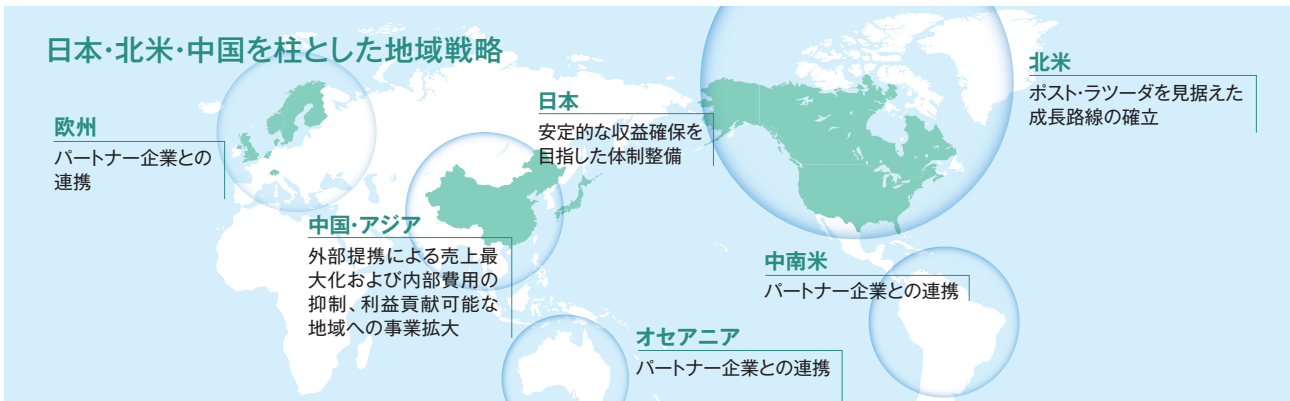 日本・北米・中国を柱とした地域戦略
欧州
パートナー企業との
連携
中国・アジア
外部提携による売上最
大化および内部費用の
抑制、利益貢献可能な
地域への事業拡大
日本
安定的な収益確保を
目指した体制整備
オセアニア
パートナー企業との連携
北米
ポスト・ラツーダを見据えた
成長路線の確立
中南米
パートナー企業との連携